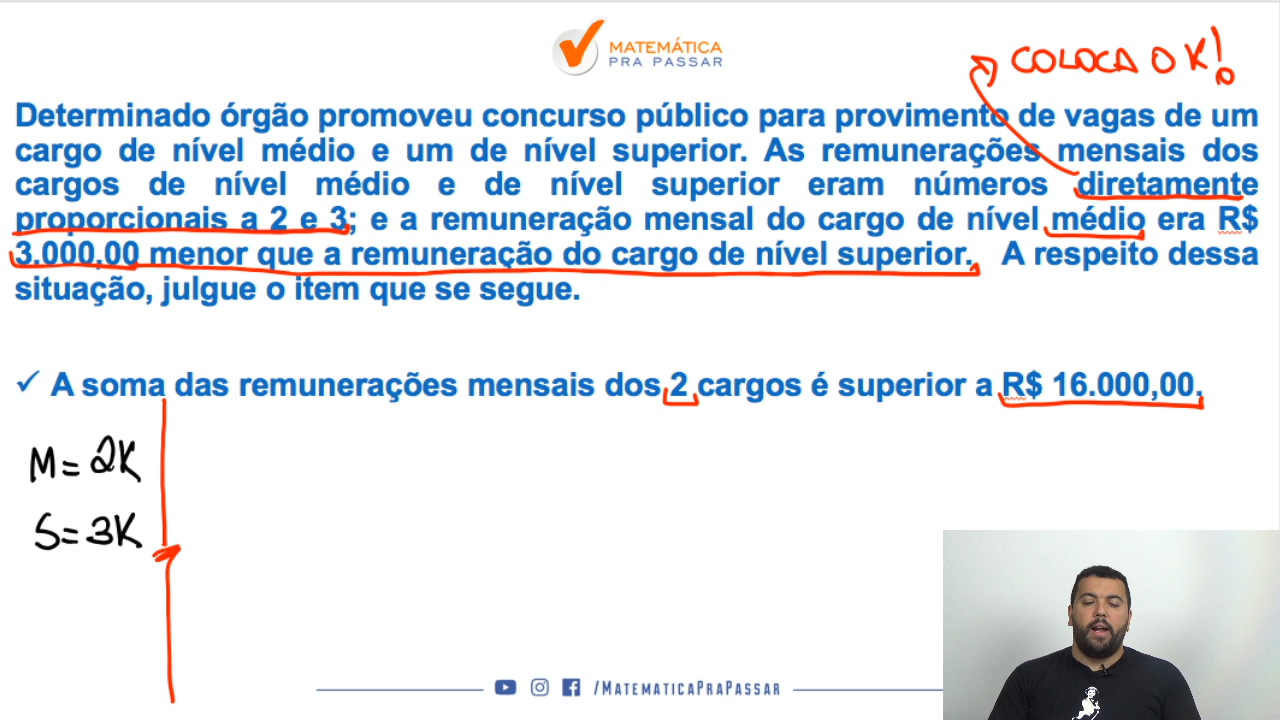 MATEMÁTICA
PRA PASSAR
COLOCA O K!
Determinado órgão promoveu concurso público para provimento de vagas de um
cargo de nível médio e um de nível superior. As remunerações mensais dos
cargos de nível médio e de nível superior eram números diretamente
proporcionais a 2 e 3; e a remuneração mensal do cargo de nível médio era R$
3.000,00 menor que a remuneração do cargo de nível superior. A respeito dessa
situação, julgue o item que se segue.
✓ A soma das remunerações mensais dos 2 cargos é superior a R$ 16.000,00.
M = 2K
S = 3K
/MatematicaPraPassar